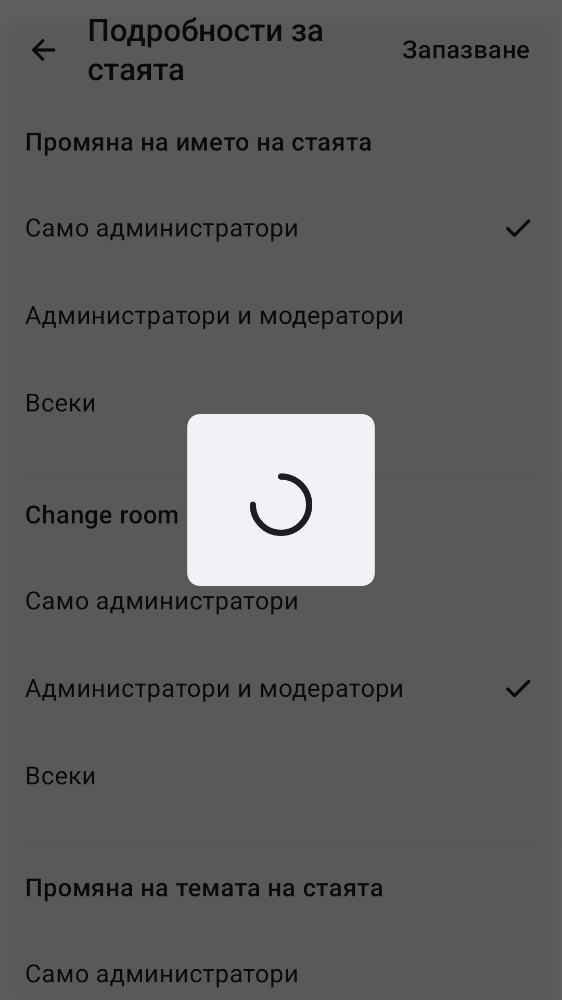 Подробности за
стаята
Запазване
Промяна на името на стаята
Само администратори
Администратори и модератори
Всеки
Change room
Само администратори
Администратори и модератори
Всеки
Промяна на темата на стаята
Само администратори